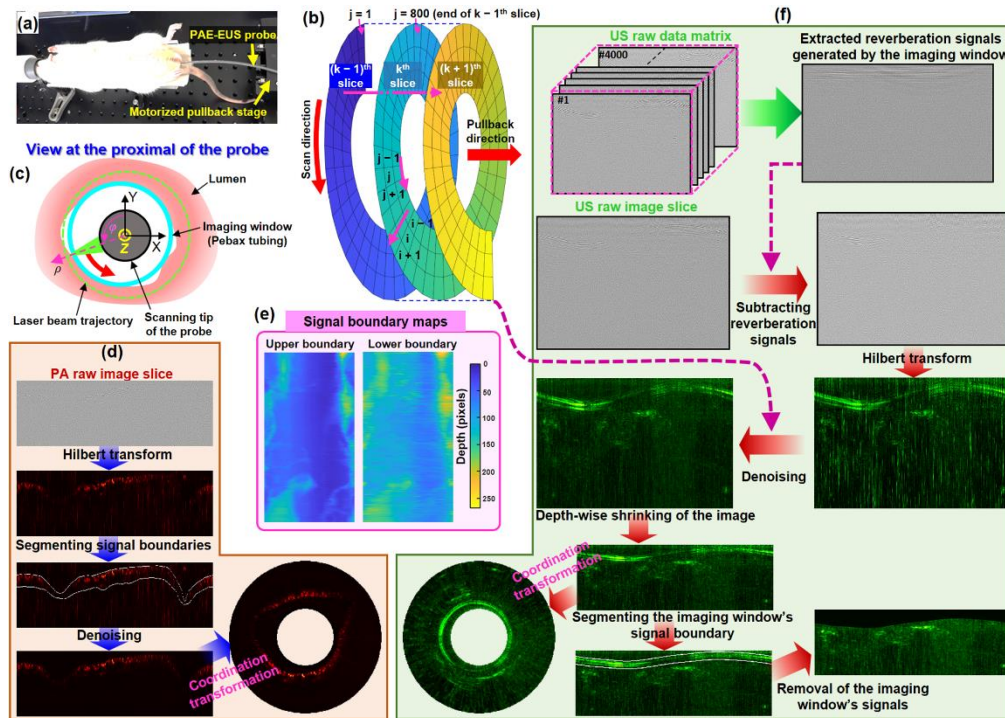 (a)
PAE-EUS probe
Motorized pullback stage
(b)
j = 1
j = 800 (end of k − 1th slice)
(k − 1)th
slice
kth
slice
(k + 1)th
slice
Scan direction
Pullback
direction
j − 1
j
j + 1
i − 1
i
i + 1
View at the proximal of the probe
(c)
Lumen
Y
X
Z
φ
ρ
Imaging window
(Pebax tubing)
Laser beam trajectory
Scanning tip
of the probe
(d)
PA raw image slice
Hilbert transform
Segmenting signal boundaries
Denoising
Coordination
transformation
(e)
Signal boundary maps
Upper boundary
Lower boundary
Depth (pixels)
0
50
100
150
200
250
(f)
US raw data matrix
#4000
#1
Extracted reverberation signals
generated by the imaging window
US raw image slice
Subtracting
reverberation
signals
Hilbert transform
Denoising
Depth-wise shrinking of the image
Coordination
transformation
Segmenting the imaging window's
signal boundary
Removal of the imaging
window's signals